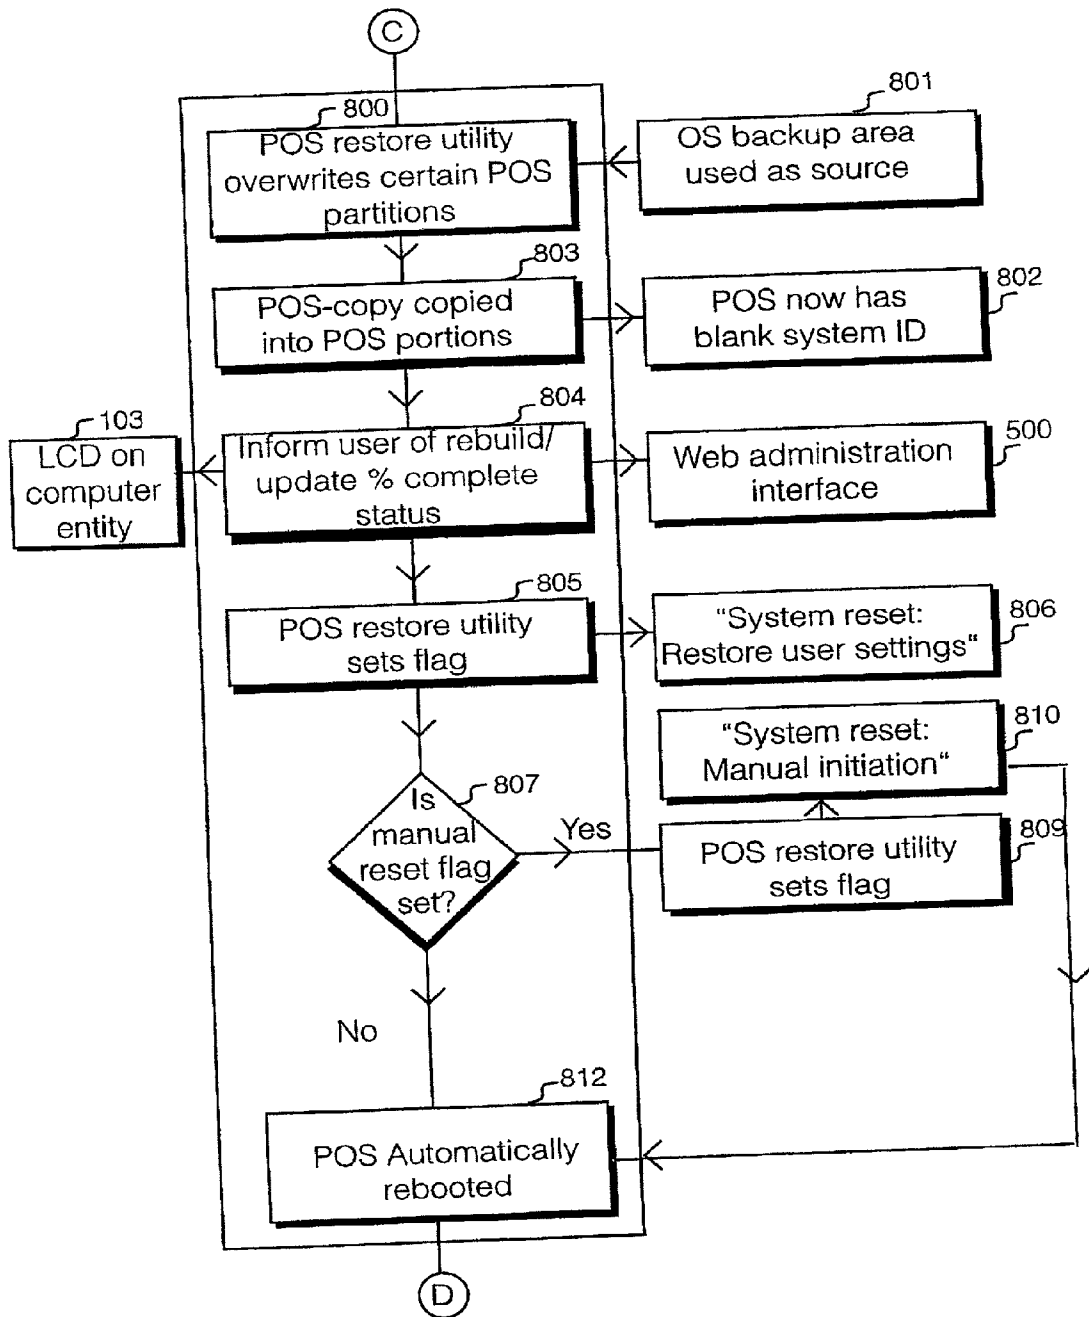 C
800
POS restore utility
overwrites certain POS
partitions
801
OS backup area
used as source
803
POS-copy copied
into POS portions
802
POS now has
blank system ID
103
LCD on
computer
entity
804
Inform user of rebuild/
update % complete
status
500
Web administration
interface
805
POS restore utility
sets flag
806
"System reset:
Restore user settings"
810
"System reset:
Manual initiation"
807
Is
manual
reset flag
set?
Yes
809
POS restore utility
sets flag
No
812
POS Automatically
rebooted
D